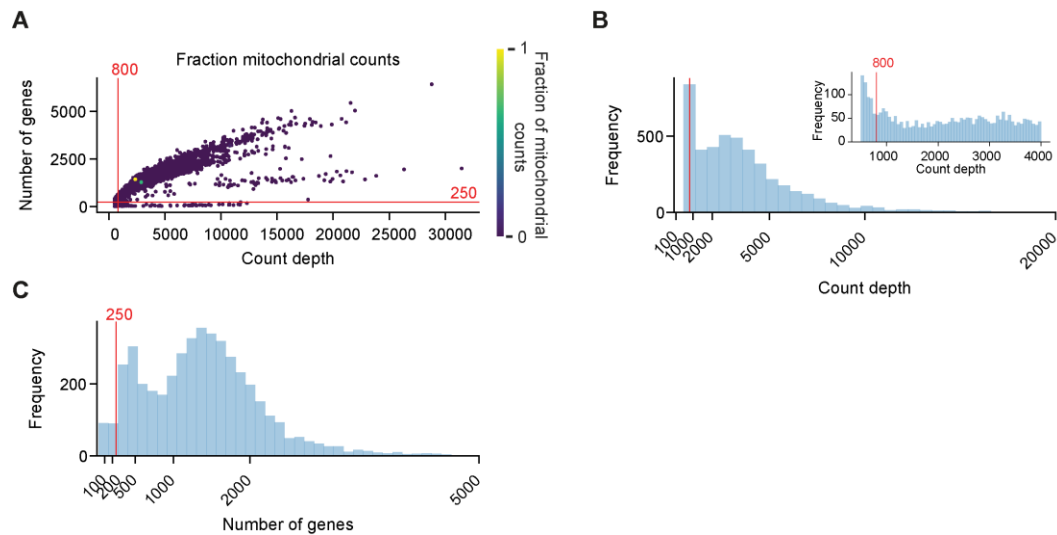 A
Fraction mitochondrial counts
800
Number of genes
5000
2500
0
250
0
5000
10000
15000
20000
25000
30000
Count depth
1
0
Fraction of mitochondrial
counts
B
Frequency
500
0
100
1000
2000
5000
10000
20000
Count depth
800
Frequency
100
50
0
1000
2000
3000
4000
Count depth
C
250
Frequency
200
0
100
200
500
1000
2000
5000
Number of genes